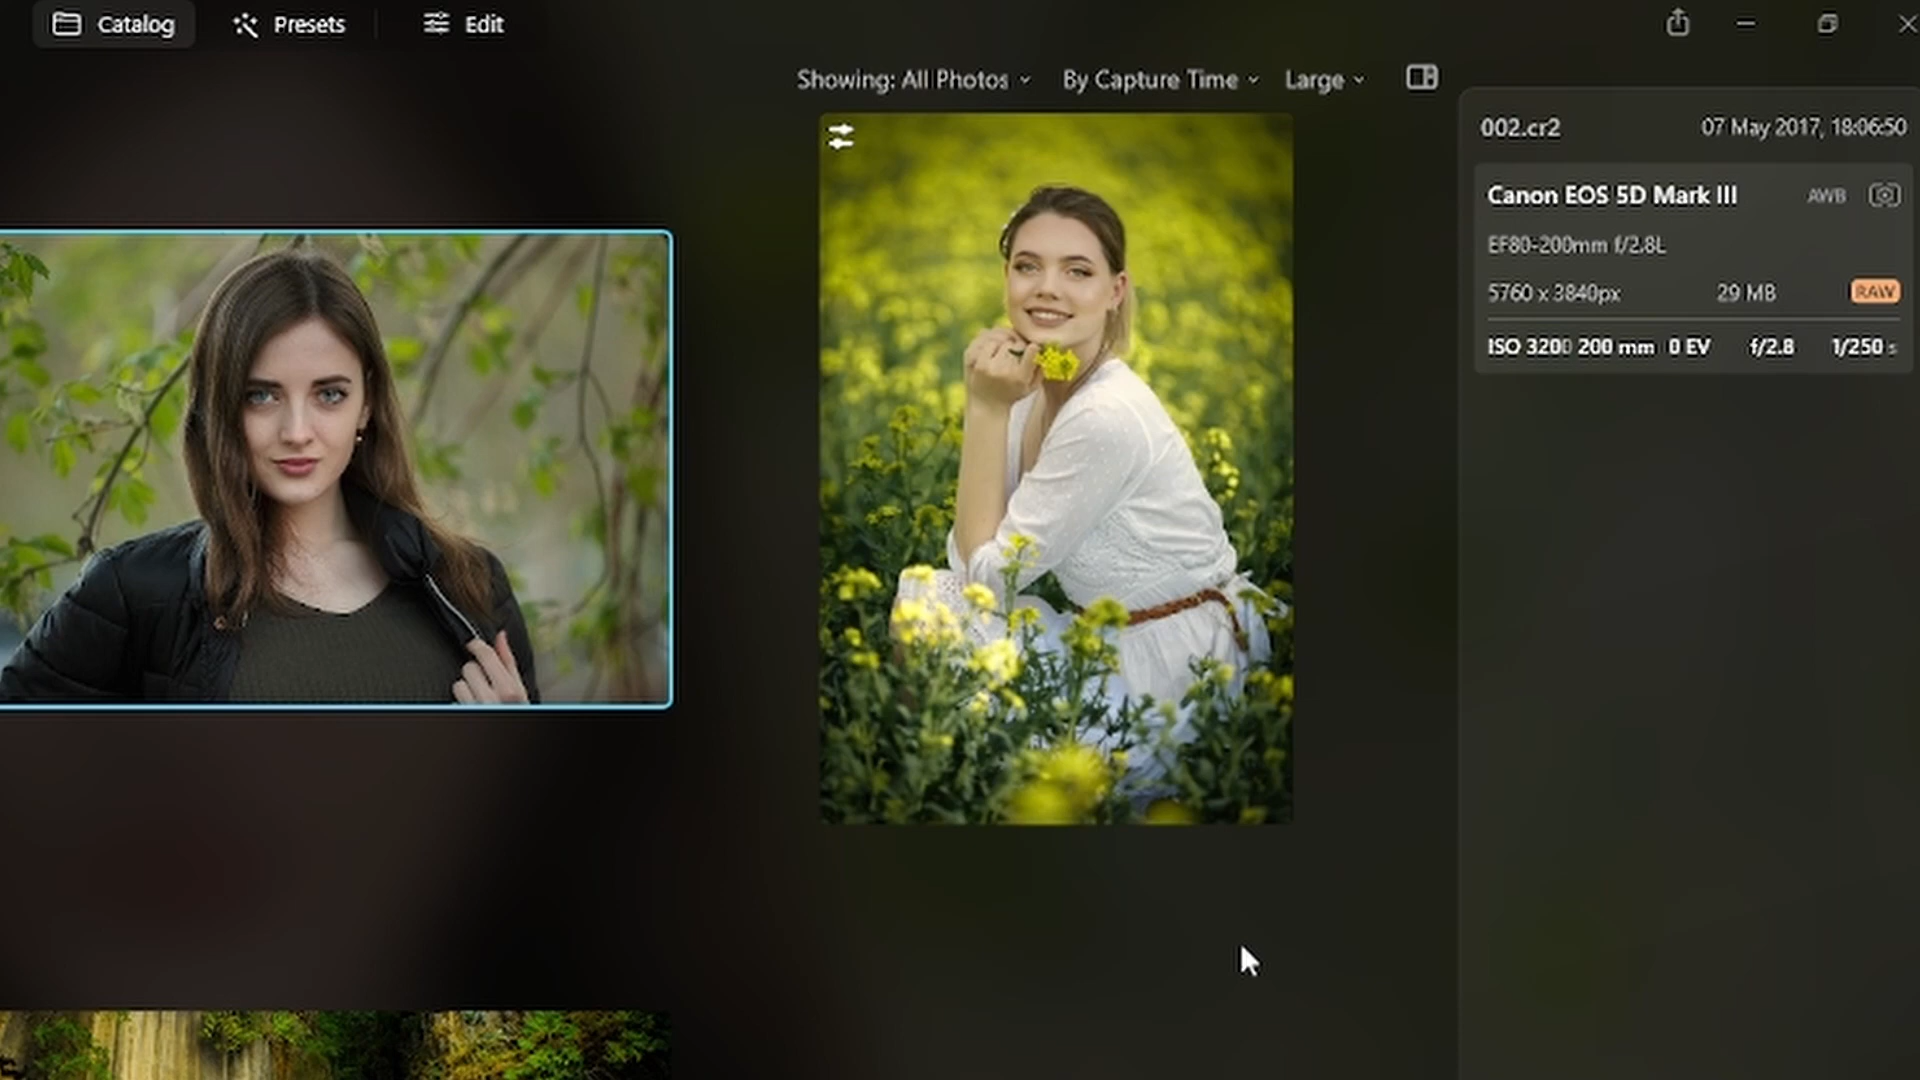 Catalog Presets Edit
Showing: All Photos By Capture Time Large
002.cr2 07 May 2017, 18:06:50
Canon EOS 5D Mark III AWB
EF80-200mm f/2.8L
5760 x 3840px 29 MB RAW
ISO 3200 200 mm 0 EV f/2.8 1/250 s